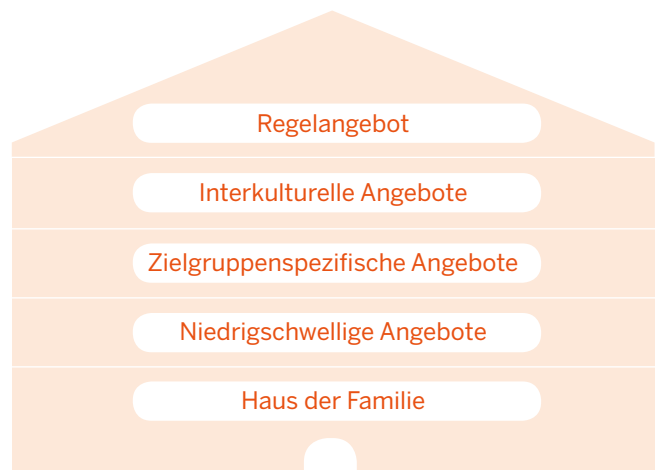 Regelangebot
Interkulturelle Angebote
Zielgruppenspezifische Angebote
Niedrigschwellige Angebote
Haus der Familie